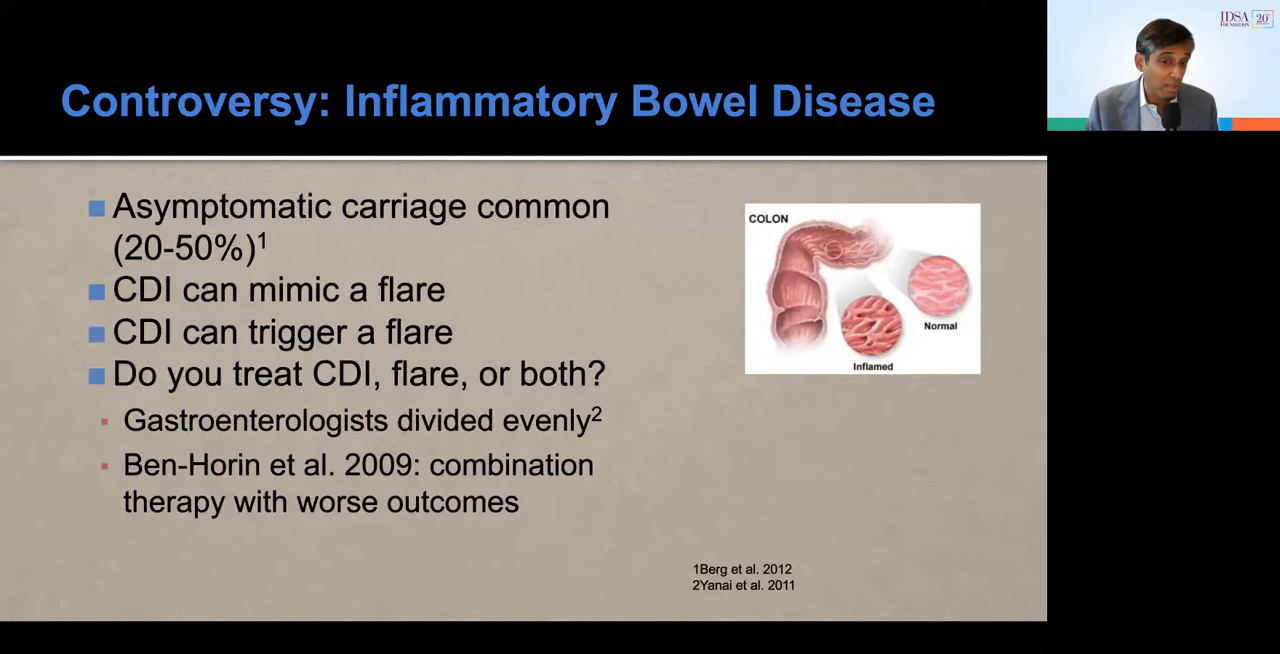 IDSA
FOUNDATION
20
Controversy: Inflammatory Bowel Disease
Asymptomatic carriage common
(20-50%)1
CDI can mimic a flare
CDI can trigger a flare
Do you treat CDI, flare, or both?
Gastroenterologists divided evenly2
Ben-Horin et al. 2009: combination
therapy with worse outcomes
COLON
Normal
Inflamed
1Berg et al. 2012
2Yanai et al. 2011